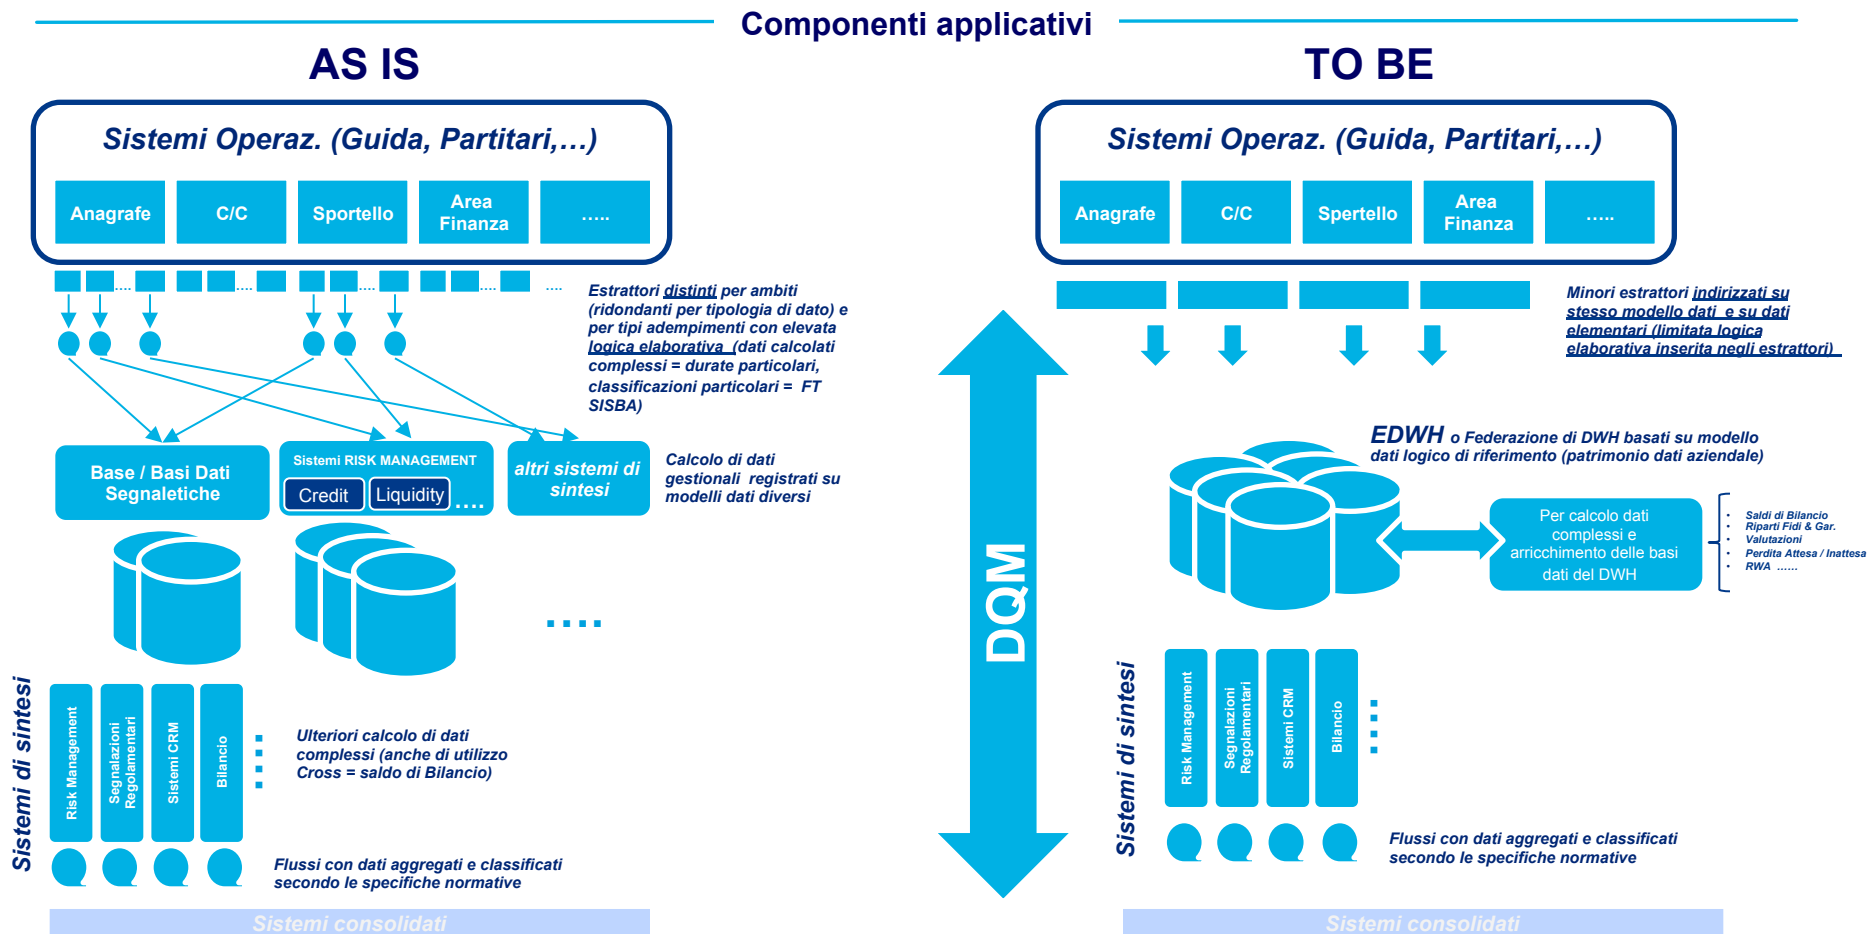 Componenti applicativi
AS IS
Sistemi Operaz. (Guida, Partitari,…)
Anagrafe
C/C
Sportello
Area
Finanza
…..
…. …. …. …. ….
Estrattori distinti per ambiti
(ridondanti per tipologia di dato) e
per tipi adempimenti con elevata
logica elaborativa (dati calcolati
complessi = durate particolari,
classificazioni particolari = FT
SISBA)
Base / Basi Dati
Segnaletiche
Sistemi RISK MANAGEMENT
Credit
Liquidity
….
altri sistemi di
sintesi
Calcolo di dati
gestionali registrati su
modelli dati diversi
….
Sistemi di sintesi
Risk Management
Segnalazioni
Regolamentari
Sistemi CRM
Bilancio
….
Ulteriori calcolo di dati
complessi (anche di utilizzo
Cross = saldo di Bilancio)
Flussi con dati aggregati e classificati
secondo le specifiche normative
Sistemi consolidati
DQM
TO BE
Sistemi Operaz. (Guida, Partitari,…)
Anagrafe
C/C
Spertello
Area
Finanza
…..
Minori estrattori indirizzati su
stesso modello dati e su dati
elementari (limitata logica
elaborativa inserita negli estrattori)
EDWH o Federazione di DWH basati su modello
dati logico di riferimento (patrimonio dati aziendale)
Per calcolo dati
complessi e
arricchimento delle basi
dati del DWH
• Saldi di Bilancio
• Riparti Fidi & Gar.
• Valutazioni
• Perdita Attesa / Inattesa
• RWA ……
Sistemi di sintesi
Risk Management
Segnalazioni
Regolamentari
Sistemi CRM
Bilancio
….
Flussi con dati aggregati e classificati
secondo le specifiche normative
Sistemi consolidati